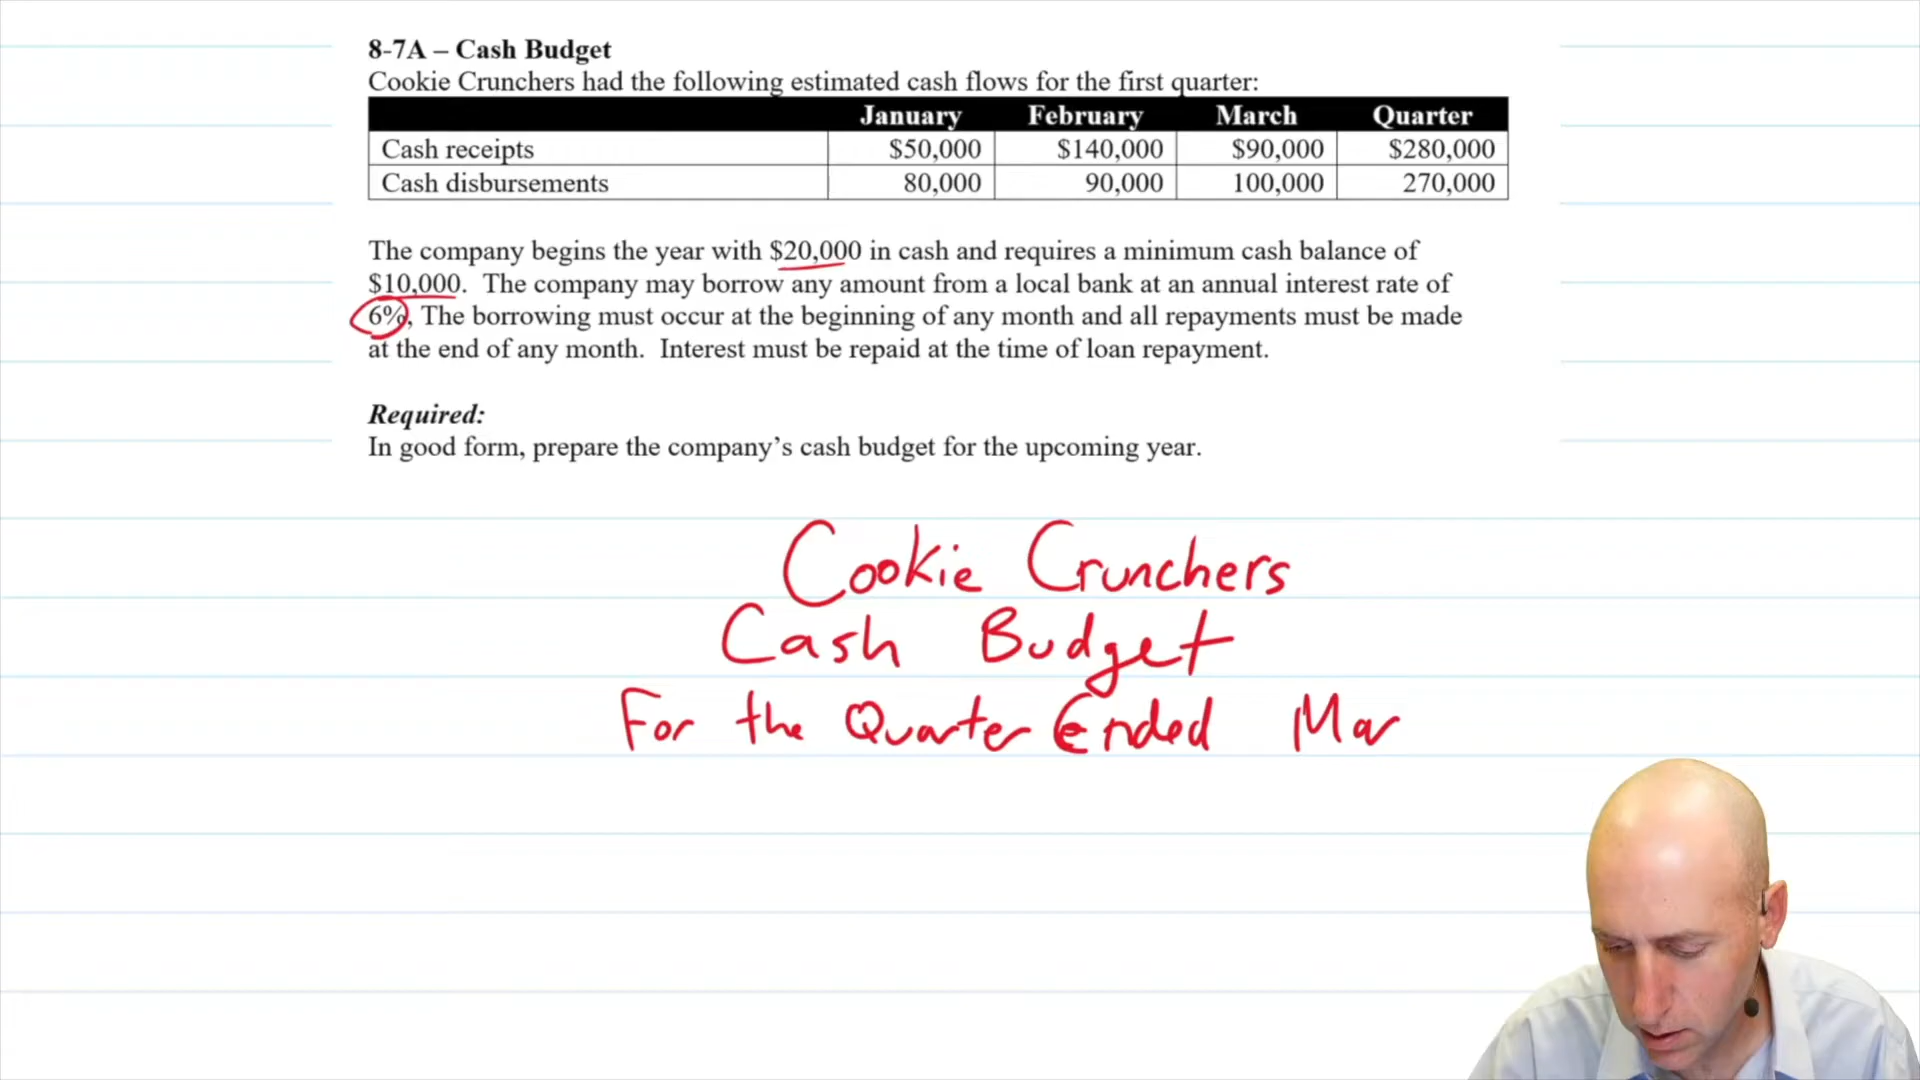 8-7A – Cash Budget
Cookie Crunchers had the following estimated cash flows for the first quarter:
January February March Quarter
Cash receipts $50,000 $140,000 $90,000 $280,000
Cash disbursements 80,000 90,000 100,000 270,000
The company begins the year with $20,000 in cash and requires a minimum cash balance of
$10,000. The company may borrow any amount from a local bank at an annual interest rate of
6%, The borrowing must occur at the beginning of any month and all repayments must be made
at the end of any month. Interest must be repaid at the time of loan repayment.
Required:
In good form, prepare the company’s cash budget for the upcoming year.
Cookie Crunchers
Cash Budget
For the Quarter Ended Mar